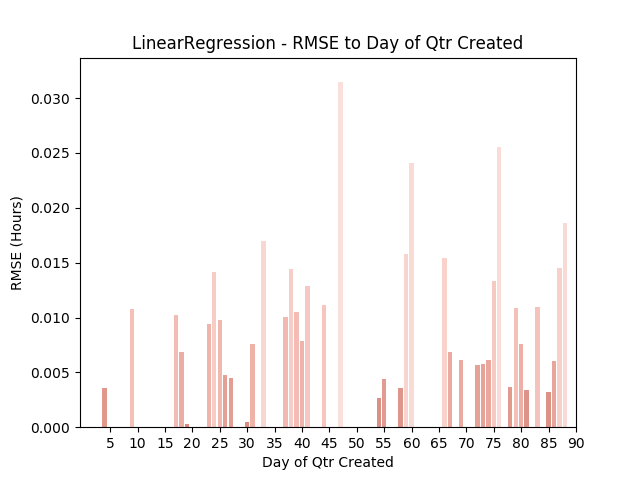 LinearRegression - RMSE to Day of Qtr Created
RMSE (Hours)
0.030
0.025
0.020
0.015
0.010
0.005
0.000
5 10 15 20 25 30 35 40 45 50 55 60 65 70 75 80 85 90
Day of Qtr Created